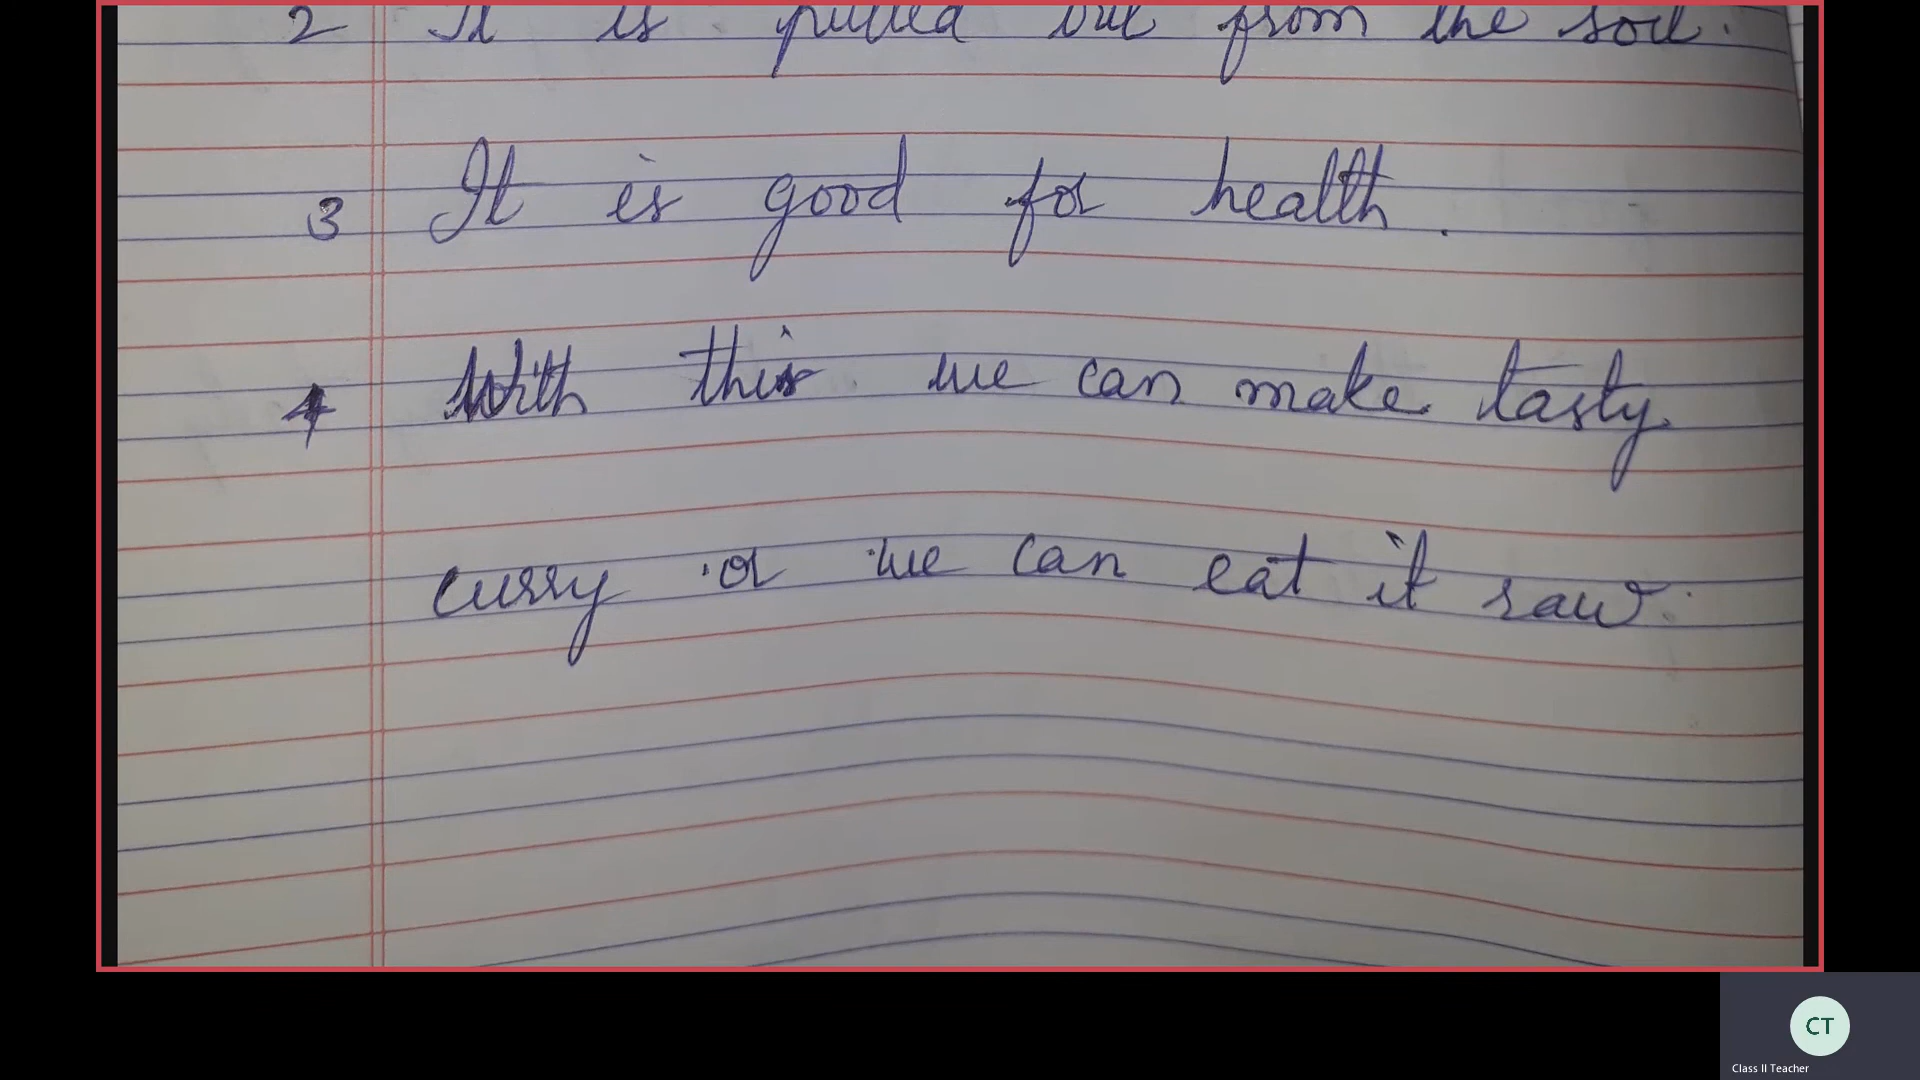 2 It is pulled out from the soil.
3 It is good for health.
4 With this we can make tasty
curry or we can eat it raw.
CT
Class II Teacher